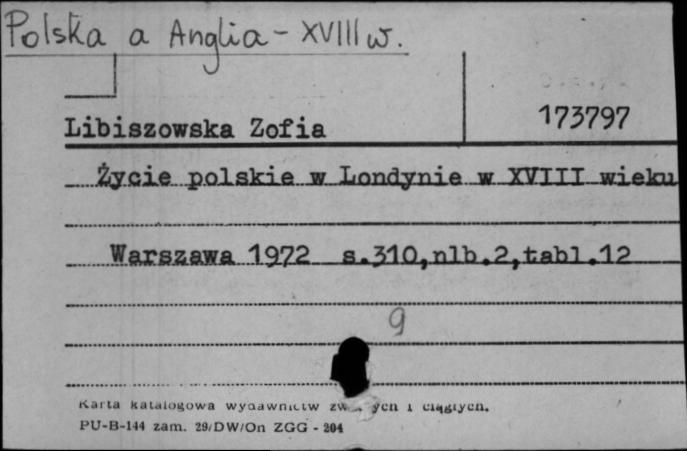 Polska a Anglia - XVIII w.
173797
Libiszowska Zofia
Życie polskie w Londynie w XVIII wieku
Warszawa 1972 s.310,nlb.2,tabl.12
9
Karta katalogowa wydawnictw i ciągłych.
PU-B-144 zam. 29/DW/On ZGG - 204